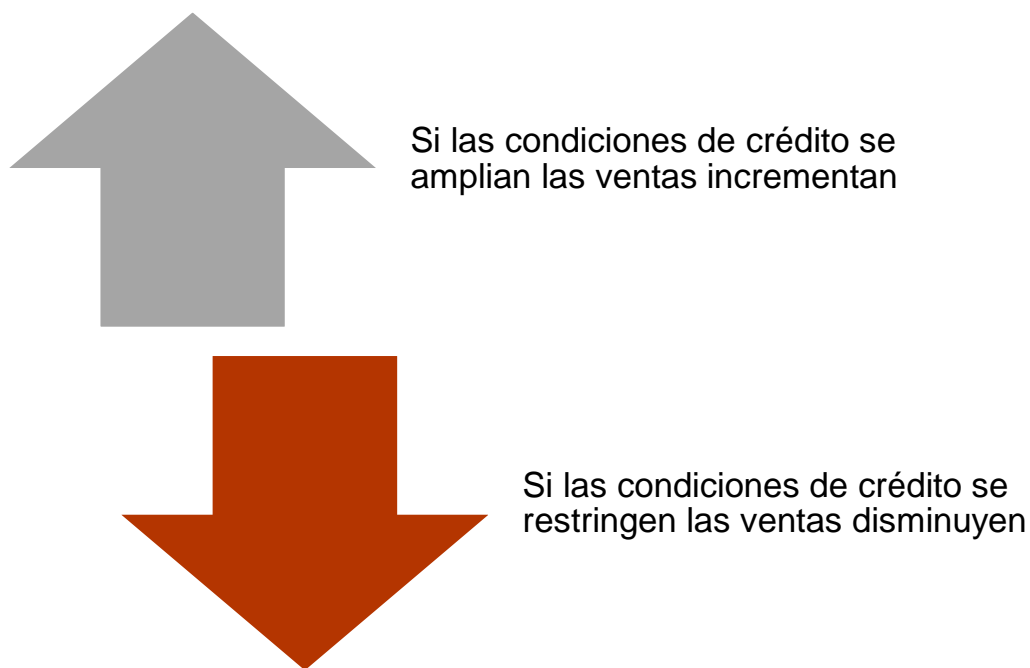 Si las condiciones de crédito se
amplian las ventas incrementan
Si las condiciones de crédito se
restringen las ventas disminuyen